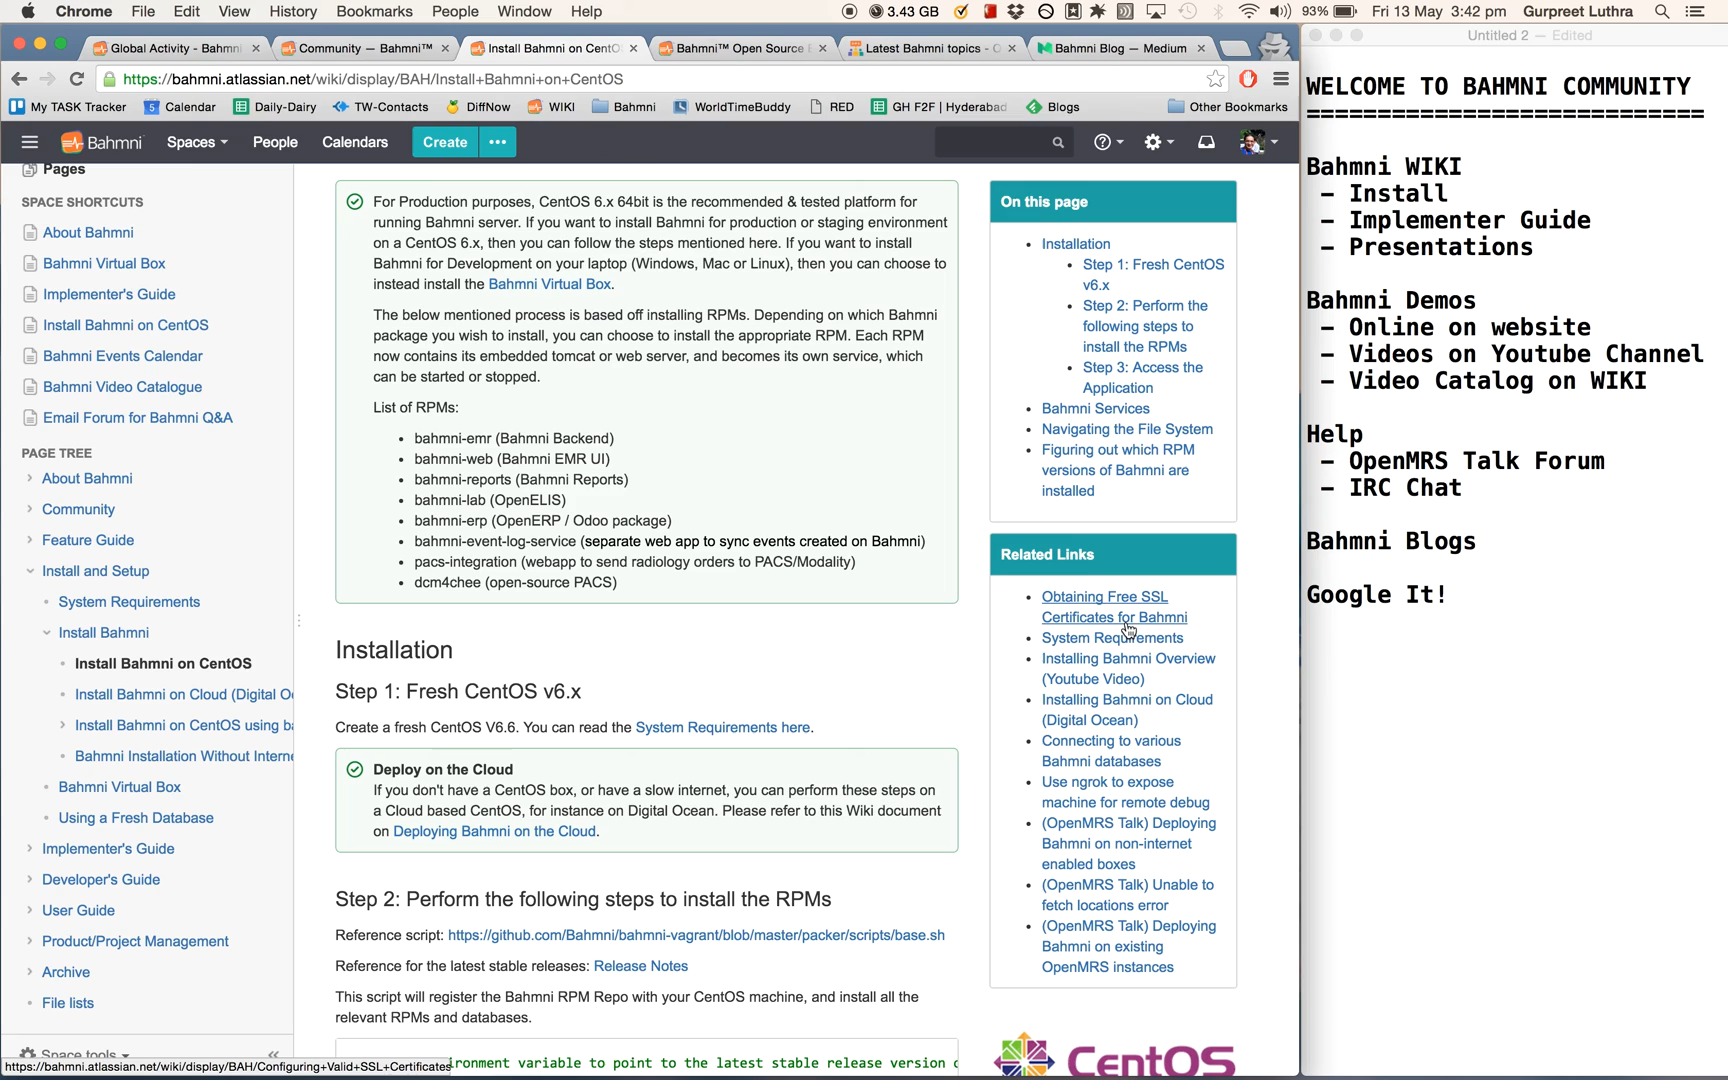 Chrome File Edit View History Bookmarks People Window Help 3.43 GB 93% Fri 13 May 3:42 pm Gurpreet Luthra
Global Activity - Bahmni Community — Bahmni™ Install Bahmni on CentO Bahmni™ Open Source E Latest Bahmni topics - O Bahmni Blog — Medium
Untitled 2 — Edited
https://bahmni.atlassian.net/wiki/display/BAH/Install+Bahmni+on+CentOS
My TASK Tracker Calendar Daily-Dairy TW-Contacts DiffNow WIKI Bahmni WorldTimeBuddy RED GH F2F | Hyderabad Blogs Other Bookmarks
Bahmni Spaces People Calendars Create
Pages
SPACE SHORTCUTS
About Bahmni
Bahmni Virtual Box
Implementer's Guide
Install Bahmni on CentOS
Bahmni Events Calendar
Bahmni Video Catalogue
Email Forum for Bahmni Q&A
PAGE TREE
About Bahmni
Community
Feature Guide
Install and Setup
System Requirements
Install Bahmni
Install Bahmni on CentOS
Install Bahmni on Cloud (Digital O
Install Bahmni on CentOS using ba
Bahmni Installation Without Interne
Bahmni Virtual Box
Using a Fresh Database
Implementer's Guide
Developer's Guide
User Guide
Product/Project Management
Archive
File lists
Space tools
https://bahmni.atlassian.net/wiki/display/BAH/Configuring+Valid+SSL+Certificates
For Production purposes, CentOS 6.x 64bit is the recommended & tested platform for
running Bahmni server. If you want to install Bahmni for production or staging environment
on a CentOS 6.x, then you can follow the steps mentioned here. If you want to install
Bahmni for Development on your laptop (Windows, Mac or Linux), then you can choose to
instead install the Bahmni Virtual Box.
The below mentioned process is based off installing RPMs. Depending on which Bahmni
package you wish to install, you can choose to install the appropriate RPM. Each RPM
now contains its embedded tomcat or web server, and becomes its own service, which
can be started or stopped.
List of RPMs:
• bahmni-emr (Bahmni Backend)
• bahmni-web (Bahmni EMR UI)
• bahmni-reports (Bahmni Reports)
• bahmni-lab (OpenELIS)
• bahmni-erp (OpenERP / Odoo package)
• bahmni-event-log-service (separate web app to sync events created on Bahmni)
• pacs-integration (webapp to send radiology orders to PACS/Modality)
• dcm4chee (open-source PACS)
Installation
Step 1: Fresh CentOS v6.x
Create a fresh CentOS V6.6. You can read the System Requirements here.
Deploy on the Cloud
If you don't have a CentOS box, or have a slow internet, you can perform these steps on
a Cloud based CentOS, for instance on Digital Ocean. Please refer to this Wiki document
on Deploying Bahmni on the Cloud.
Step 2: Perform the following steps to install the RPMs
Reference script: https://github.com/Bahmni/bahmni-vagrant/blob/master/packer/scripts/base.sh
Reference for the latest stable releases: Release Notes
This script will register the Bahmni RPM Repo with your CentOS machine, and install all the
relevant RPMs and databases.
ironment variable to point to the latest stable release version
On this page
• Installation
• Step 1: Fresh CentOS
v6.x
• Step 2: Perform the
following steps to
install the RPMs
• Step 3: Access the
Application
• Bahmni Services
• Navigating the File System
• Figuring out which RPM
versions of Bahmni are
installed
Related Links
• Obtaining Free SSL
Certificates for Bahmni
• System Requirements
• Installing Bahmni Overview
(Youtube Video)
• Installing Bahmni on Cloud
(Digital Ocean)
• Connecting to various
Bahmni databases
• Use ngrok to expose
machine for remote debug
• (OpenMRS Talk) Deploying
Bahmni on non-internet
enabled boxes
• (OpenMRS Talk) Unable to
fetch locations error
• (OpenMRS Talk) Deploying
Bahmni on existing
OpenMRS instances
CentOS
WELCOME TO BAHMNI COMMUNITY
============================
Bahmni WIKI
- Install
- Implementer Guide
- Presentations
Bahmni Demos
- Online on website
- Videos on Youtube Channel
- Video Catalog on WIKI
Help
- OpenMRS Talk Forum
- IRC Chat
Bahmni Blogs
Google It!